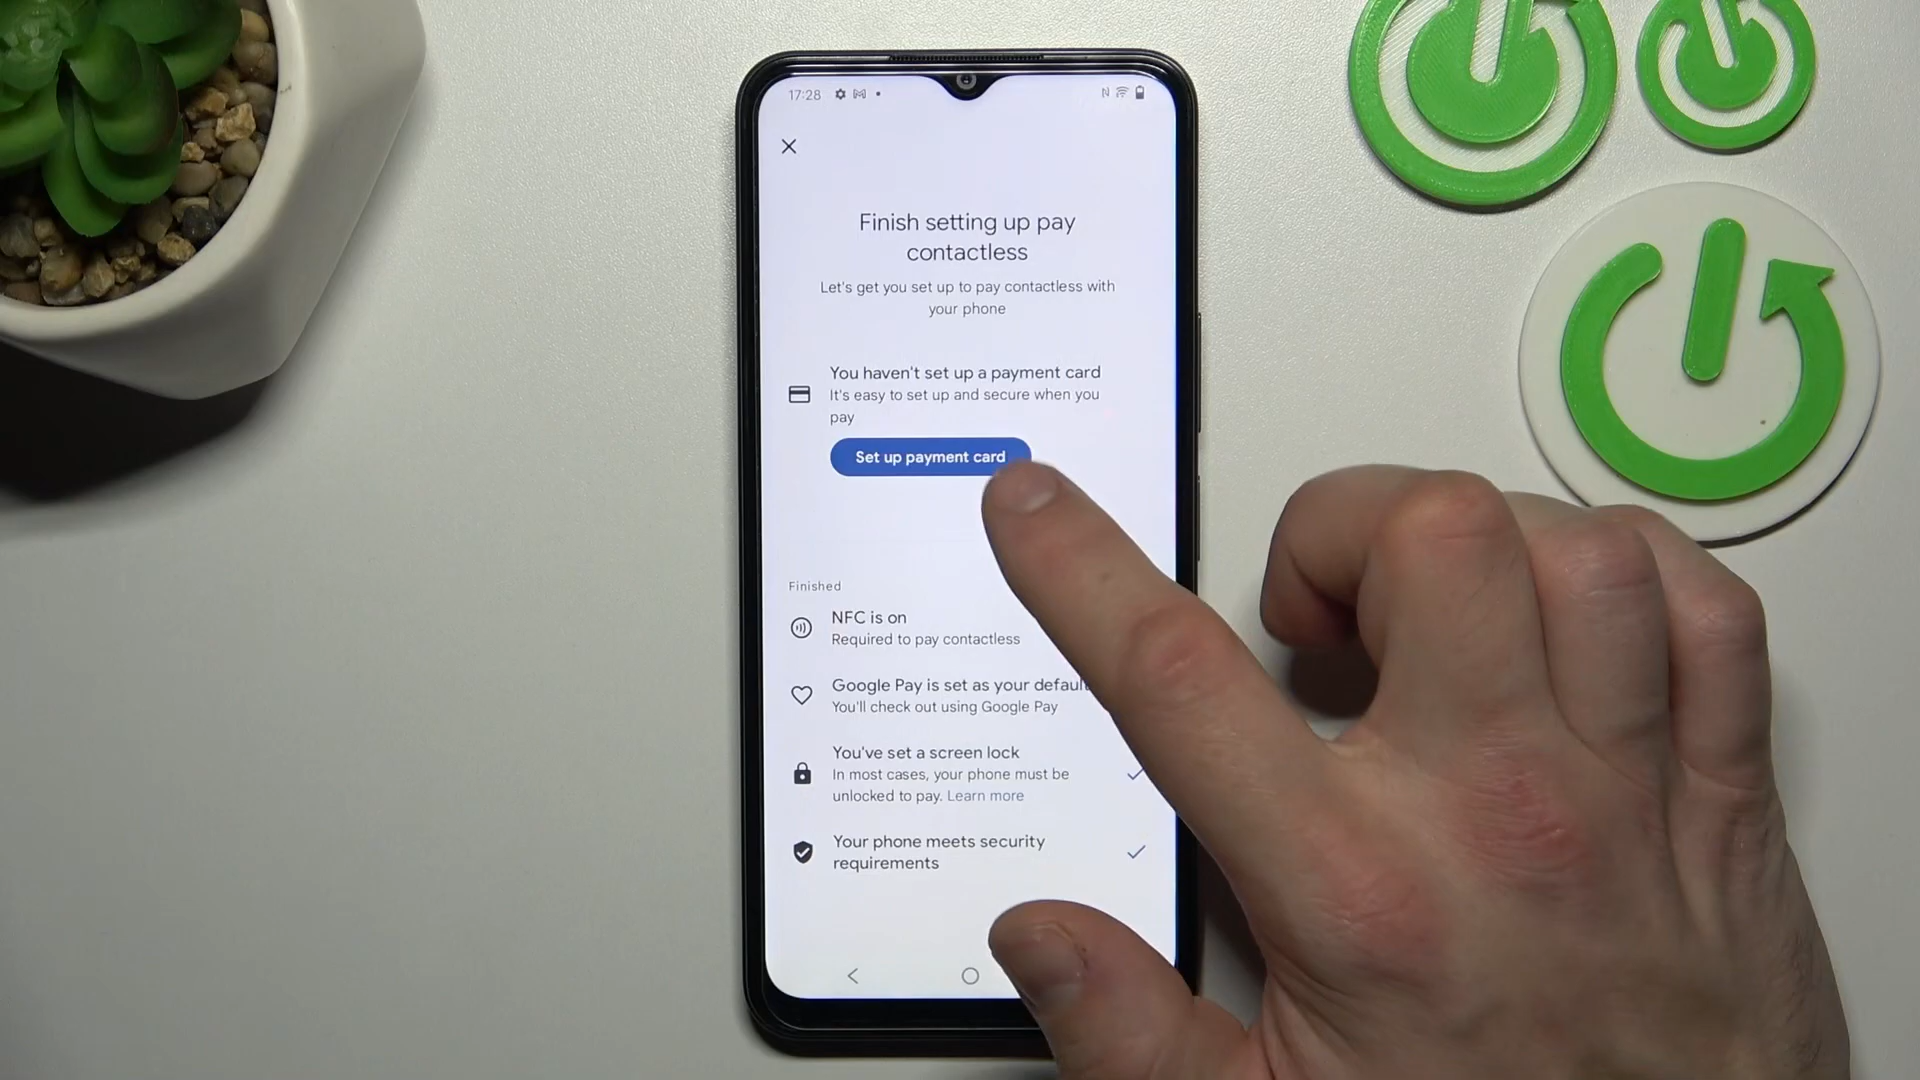 17:28
Finish setting up pay
contactless
Let's get you set up to pay contactless with
your phone
You haven't set up a payment card
It's easy to set up and secure when you
pay
Set up payment card
Finished
NFC is on
Required to pay contactless
Google Pay is set as your default
You'll check out using Google Pay
You've set a screen lock
In most cases, your phone must be
unlocked to pay. Learn more
Your phone meets security
requirements